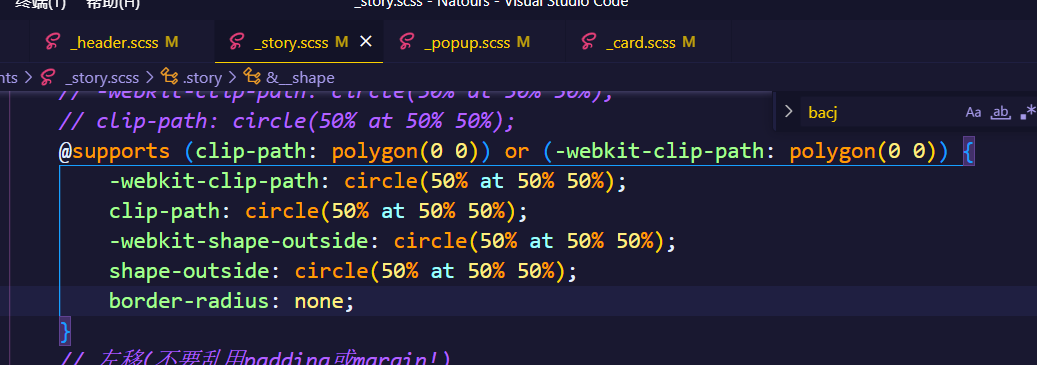 终端(T) 帮助(H) _story.scss - Natours - Visual Studio Code
_header.scss M _story.scss M × _popup.scss M _card.scss M
nts > _story.scss > .story > &__shape
// -webkit-clip-path: circle(50% at 50% 50%);
bacj Aa ab .*
// clip-path: circle(50% at 50% 50%);
@supports (clip-path: polygon(0 0)) or (-webkit-clip-path: polygon(0 0)) {
-webkit-clip-path: circle(50% at 50% 50%);
clip-path: circle(50% at 50% 50%);
-webkit-shape-outside: circle(50% at 50% 50%);
shape-outside: circle(50% at 50% 50%);
border-radius: none;
}
// 左移(不要乱用padding或margin!)